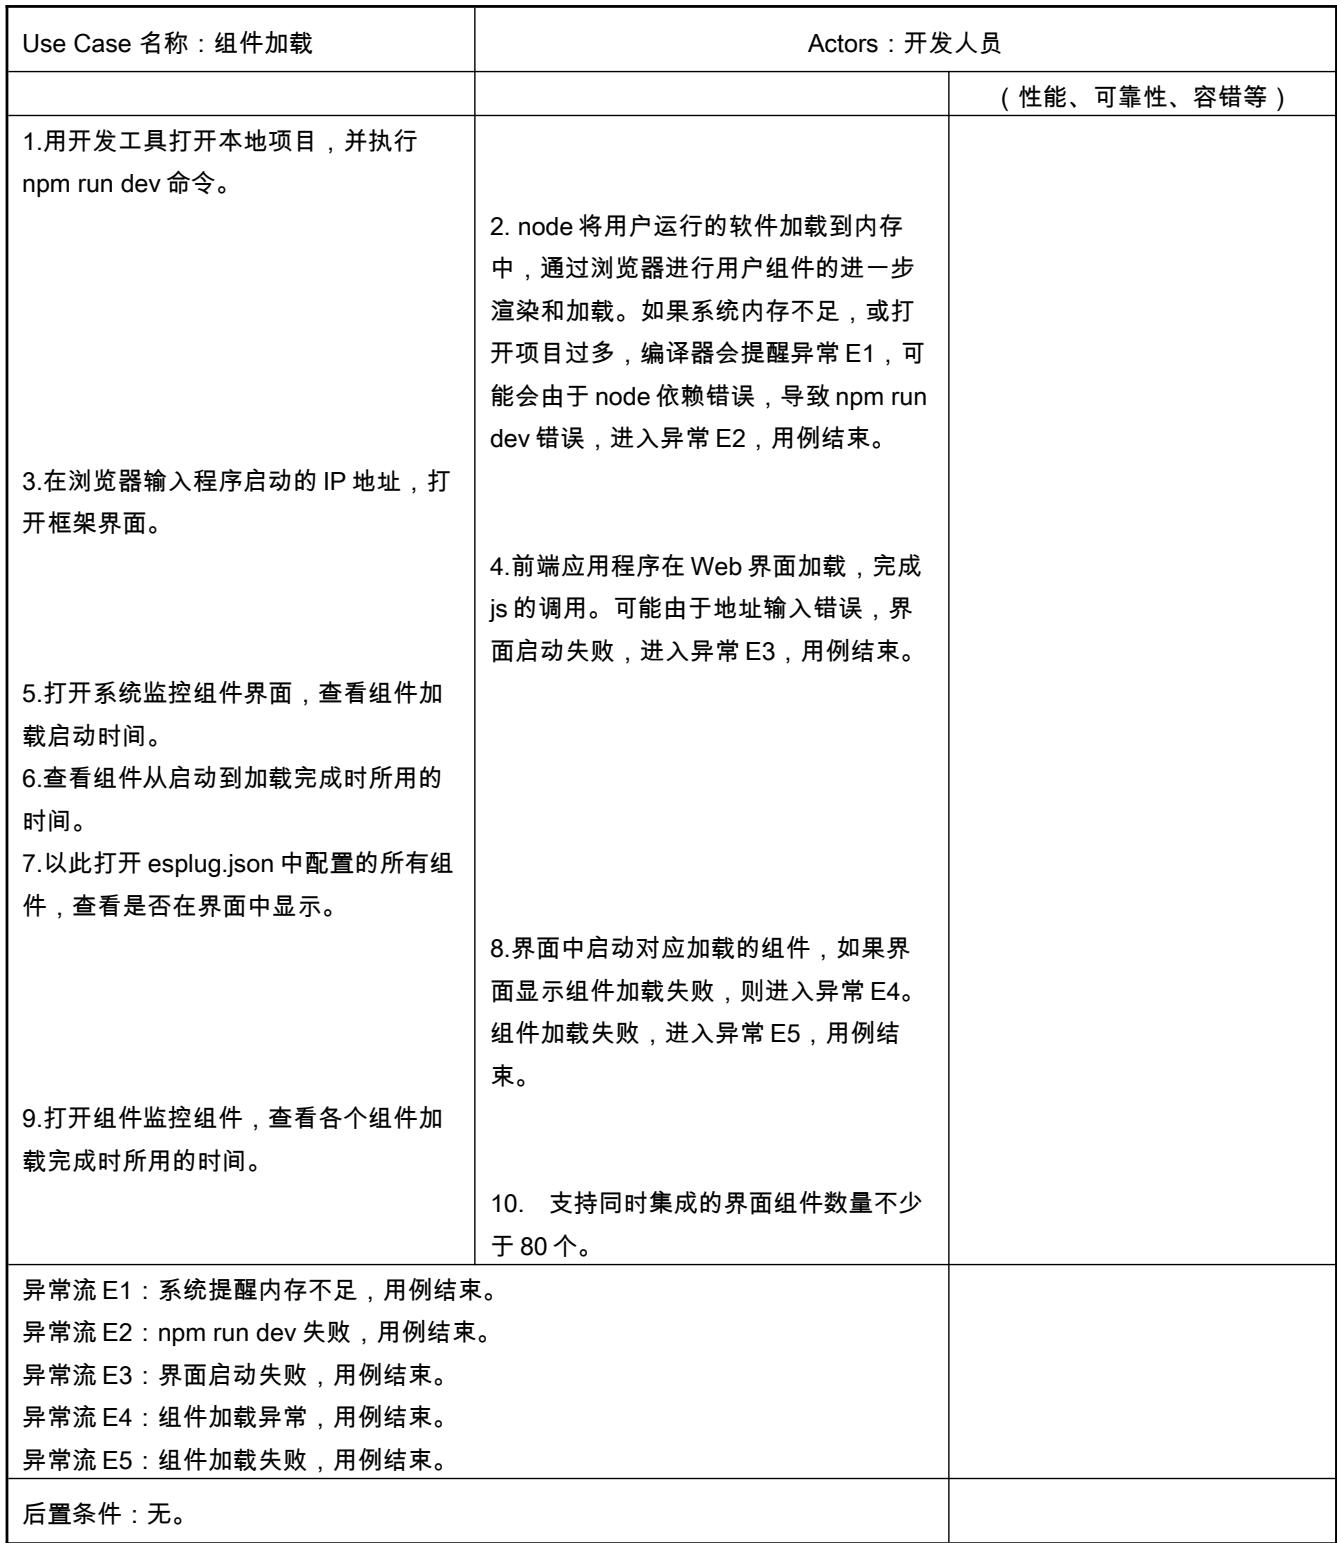 Use Case 名称：组件加载
Actors：开发人员
（性能、可靠性、容错等）
1.用开发工具打开本地项目，并执行
npm run dev 命令。
2. node 将用户运行的软件加载到内存
中，通过浏览器进行用户组件的进一步
渲染和加载。如果系统内存不足，或打
开项目过多，编译器会提醒异常 E1，可
能会由于 node 依赖错误，导致 npm run
dev 错误，进入异常 E2，用例结束。
3.在浏览器输入程序启动的 IP 地址，打
开框架界面。
4.前端应用程序在 Web 界面加载，完成
js 的调用。可能由于地址输入错误，界
面启动失败，进入异常 E3，用例结束。
5.打开系统监控组件界面，查看组件加
载启动时间。
6.查看组件从启动到加载完成时所用的
时间。
7.以此打开 esplug.json 中配置的所有组
件，查看是否在界面中显示。
8.界面中启动对应加载的组件，如果界
面显示组件加载失败，则进入异常 E4。
组件加载失败，进入异常 E5，用例结
束。
9.打开组件监控组件，查看各个组件加
载完成时所用的时间。
10. 支持同时集成的界面组件数量不少
于 80 个。
异常流 E1：系统提醒内存不足，用例结束。
异常流 E2：npm run dev 失败，用例结束。
异常流 E3：界面启动失败，用例结束。
异常流 E4：组件加载异常，用例结束。
异常流 E5：组件加载失败，用例结束。
后置条件：无。